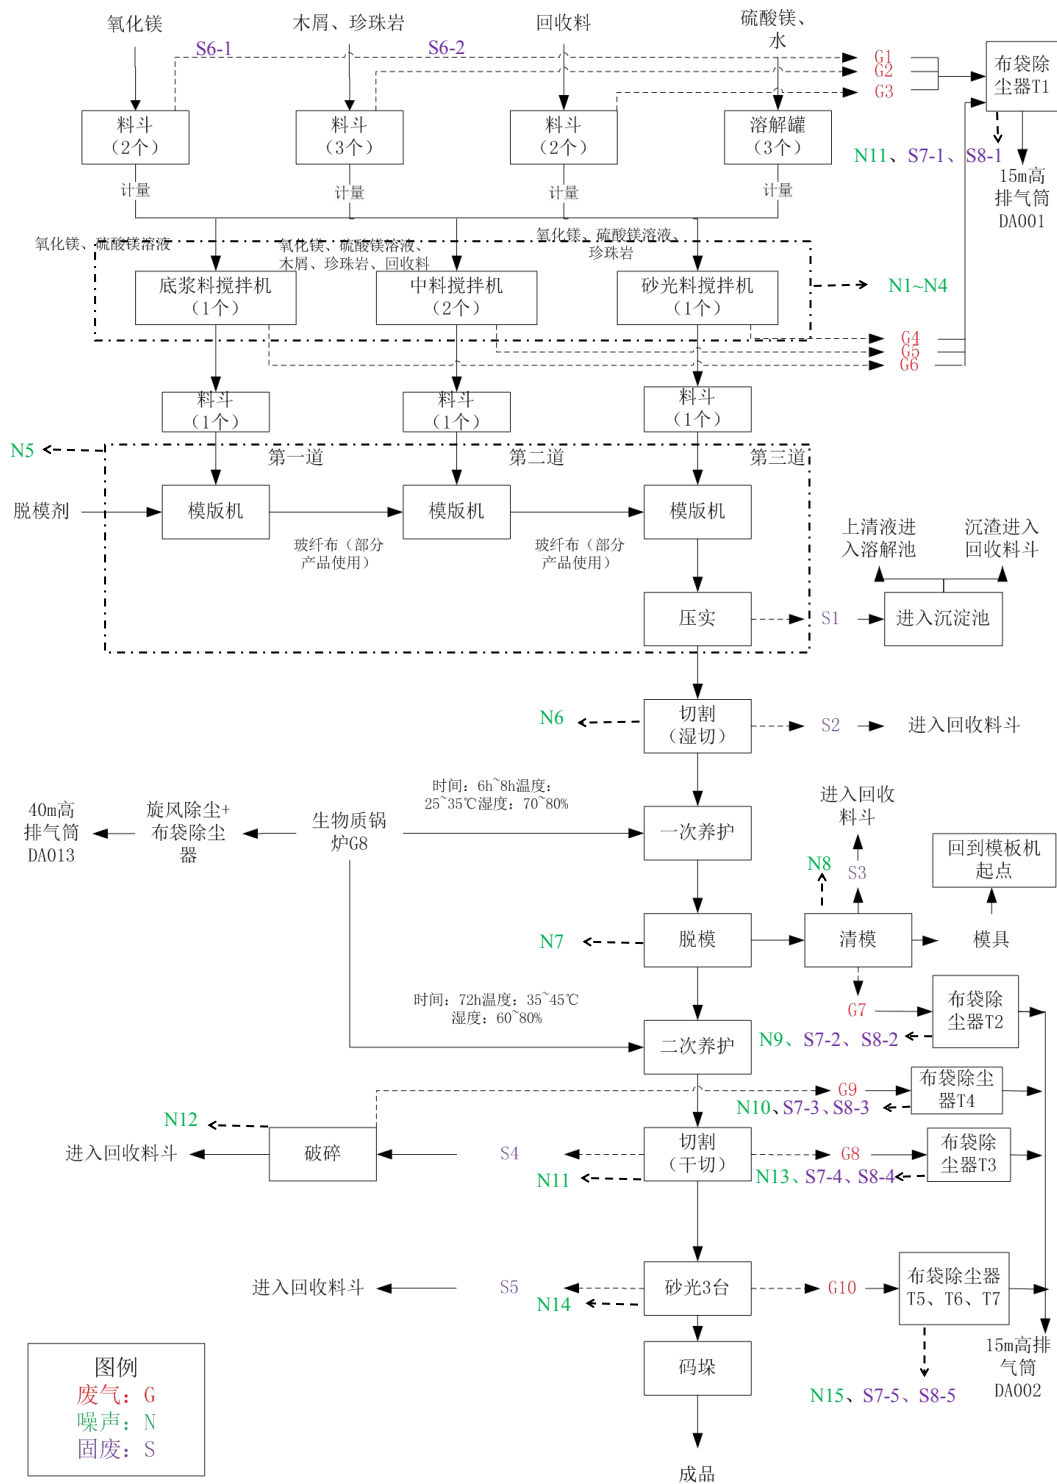 氧化镁
木屑、珍珠岩
回收料
硫酸镁、
水
S6-1
S6-2
G1
G2
G3
布袋除
尘器T1
料斗
（2个）
料斗
（3个）
料斗
（2个）
溶解罐
（3个）
N11、S7-1、S8-1
15m高
排气筒
DA001
计量
计量
计量
计量
氧化镁、硫酸镁溶液
氧化镁、硫酸镁溶液、
木屑、珍珠岩、回收料
氧化镁、硫酸镁溶液、
珍珠岩
底浆料搅拌机
（1个）
中料搅拌机
（2个）
砂光料搅拌机
（1个）
N1~N4
G4
G5
G6
料斗
（1个）
料斗
（1个）
料斗
（1个）
N5
第一道
第二道
第三道
脱模剂
模版机
模版机
模版机
玻纤布（部分
产品使用）
玻纤布（部分
产品使用）
上清液进
入溶解池
沉渣进入
回收料斗
压实
S1
进入沉淀池
N6
切割
（湿切）
S2
进入回收料斗
时间：6h~8h温度：
25~35℃湿度：70~80%
40m高
排气筒
DA013
旋风除尘+
布袋除尘
器
生物质锅
炉G8
一次养护
进入回收
料斗
N8
S3
回到模板机
起点
N7
脱模
清模
模具
时间：72h温度：35~45℃
湿度：60~80%
G7
布袋除
尘器T2
N9、S7-2、S8-2
二次养护
G9
布袋除尘
器T4
N10、S7-3、S8-3
N12
进入回收料斗
破碎
S4
切割
（干切）
G8
布袋除
尘器T3
N11
N13、S7-4、S8-4
进入回收料斗
S5
砂光3台
G10
布袋除尘器
T5、T6、T7
N14
码垛
15m高排
气筒
DA002
N15、S7-5、S8-5
成品
图例
废气：G
噪声：N
固废：S